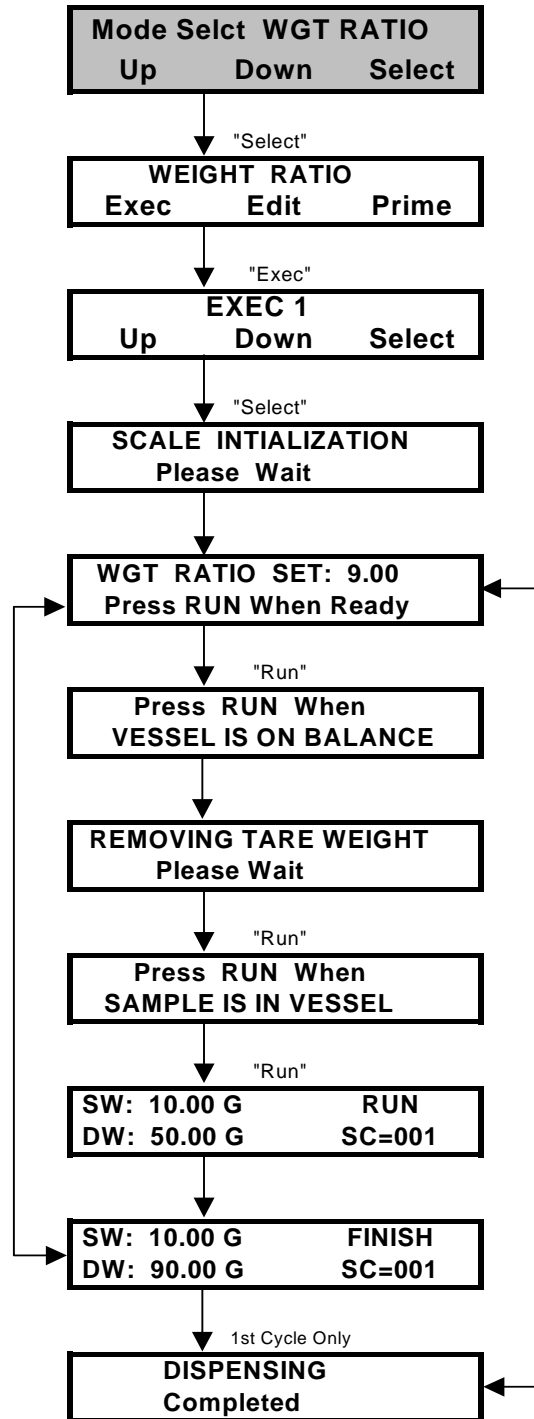 Mode Selct WGT RATIO
Up Down Select
"Select"
WEIGHT RATIO
Exec Edit Prime
"Exec"
EXEC 1
Up Down Select
"Select"
SCALE INTIALIZATION
Please Wait
WGT RATIO SET: 9.00
Press RUN When Ready
"Run"
Press RUN When
VESSEL IS ON BALANCE
REMOVING TARE WEIGHT
Please Wait
"Run"
Press RUN When
SAMPLE IS IN VESSEL
"Run"
SW: 10.00 G RUN
DW: 50.00 G SC=001
SW: 10.00 G FINISH
DW: 90.00 G SC=001
1st Cycle Only
DISPENSING
Completed